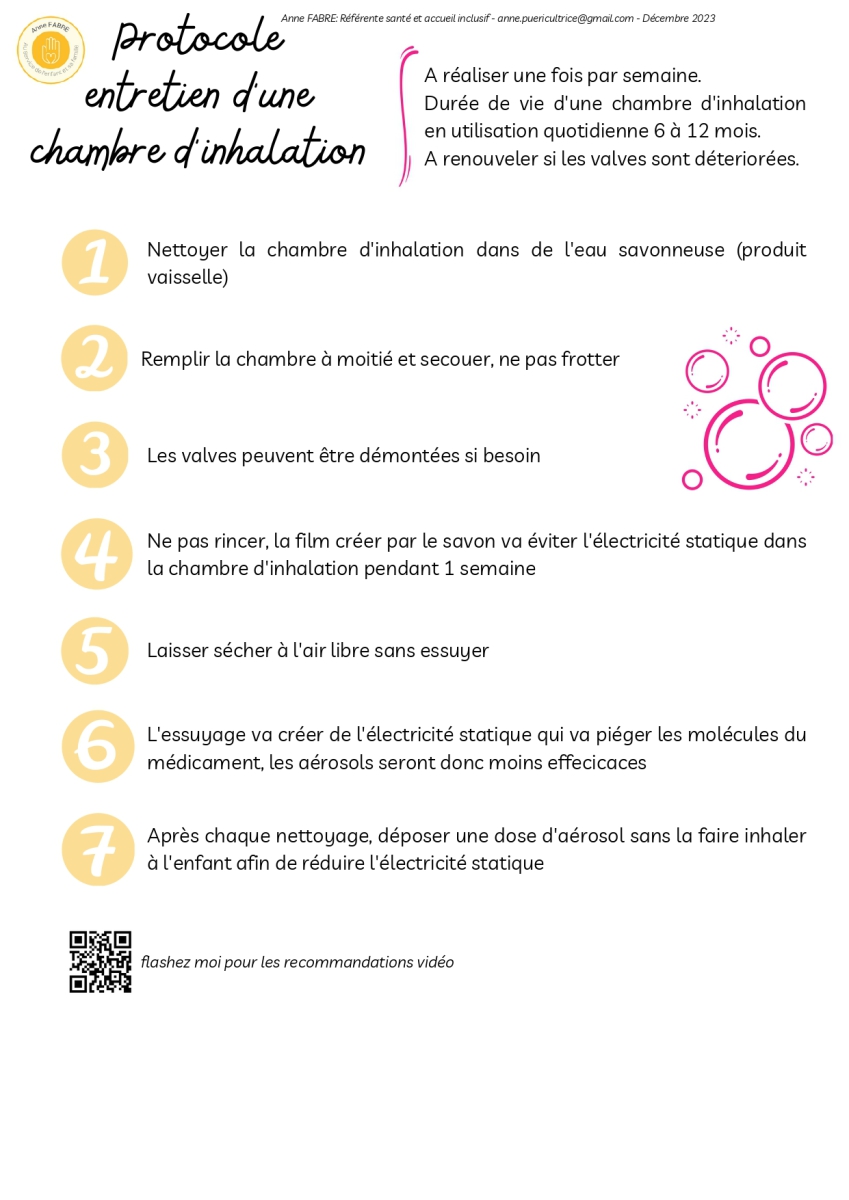 Anne FABRE: Référente santé et accueil inclusif - anne.puericultrice@gmail.com - Décembre 2023
Anne FABRE
Au service de l'enfant et sa famille
Protocole
entretien d'une
chambre d'inhalation
A réaliser une fois par semaine.
Durée de vie d'une chambre d'inhalation
en utilisation quotidienne 6 à 12 mois.
A renouveler si les valves sont déteriorées.
1
Nettoyer la chambre d'inhalation dans de l'eau savonneuse (produit
vaisselle)
2
Remplir la chambre à moitié et secouer, ne pas frotter
3
Les valves peuvent être démontées si besoin
4
Ne pas rincer, la film créer par le savon va éviter l'électricité statique dans
la chambre d'inhalation pendant 1 semaine
5
Laisser sécher à l'air libre sans essuyer
6
L'essuyage va créer de l'électricité statique qui va piéger les molécules du
médicament, les aérosols seront donc moins effecicaces
7
Après chaque nettoyage, déposer une dose d'aérosol sans la faire inhaler
à l'enfant afin de réduire l'électricité statique
flashez moi pour les recommandations vidéo